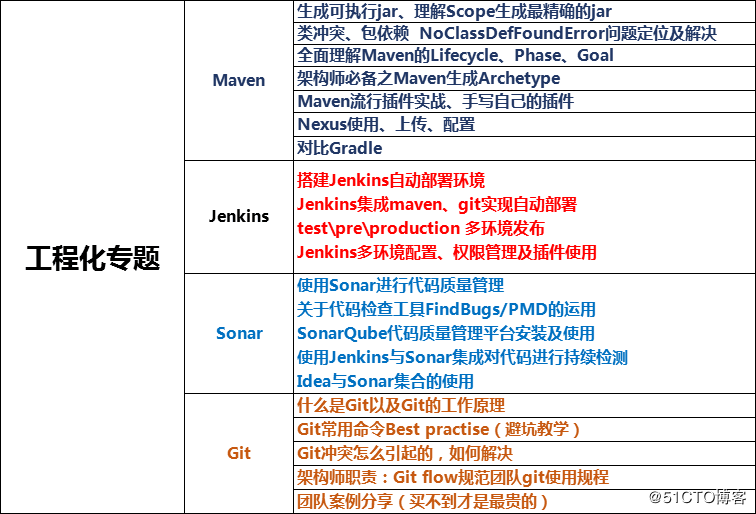 工程化专题
Maven
生成可执行jar、理解Scope生成最精确的jar
类冲突、包依赖 NoClassDefFoundError问题定位及解决
全面理解Maven的Lifecycle、Phase、Goal
架构师必备之Maven生成Archetype
Maven流行插件实战、手写自己的插件
Nexus使用、上传、配置
对比Gradle
Jenkins
搭建Jenkins自动部署环境
Jenkins集成maven、git实现自动部署
test\pre\production 多环境发布
Jenkins多环境配置、权限管理及插件使用
Sonar
使用Sonar进行代码质量管理
关于代码检查工具FindBugs/PMD的运用
SonarQube代码质量管理平台安装及使用
使用Jenkins与Sonar集成对代码进行持续检测
Idea与Sonar集合的使用
Git
什么是Git以及Git的工作原理
Git常用命令Best practise（避坑教学）
Git冲突怎么引起的，如何解决
架构师职责：Git flow规范团队git使用规程
团队案例分享（买不到才是最贵的）
@51CTO博客